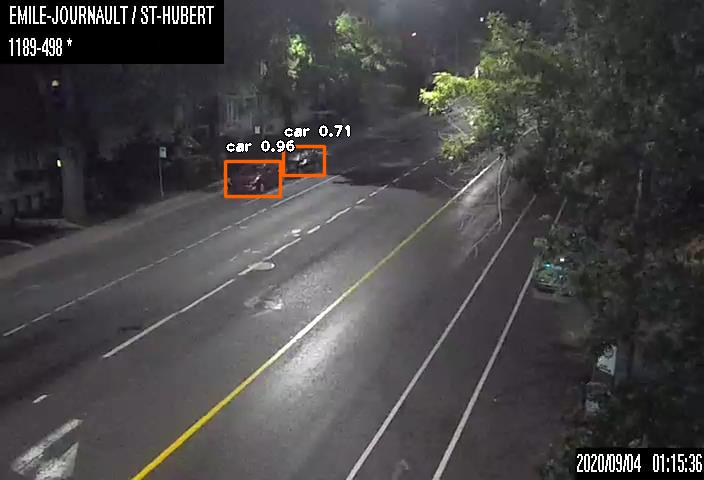 EMILE-JOURNAULT / ST-HUBERT
1189-498 *
car 0.71
car 0.96
2020/09/04 01:15:36